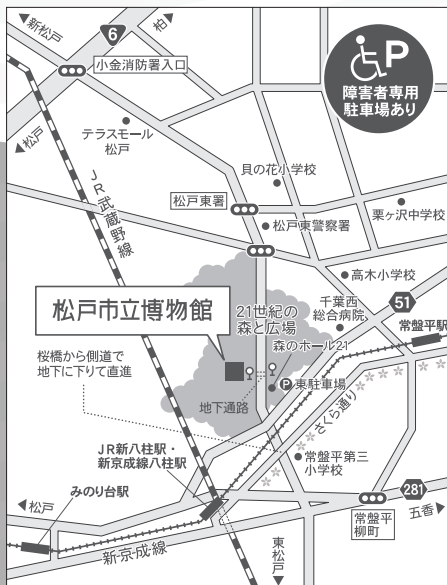 新松戸
6
柏
小金消防署入口
P
障害者専用
駐車場あり
テラスモール
松戸
松戸
JR武蔵野線
貝の花小学校
松戸東署
栗ヶ沢中学校
松戸東警察署
高木小学校
松戸市立博物館
21世紀の
森と広場
千葉西
総合病院
51
常盤平駅
森のホール21
桜橋から側道で
地下に下りて直進
P東駐車場
地下通路
さくら通り
JR新八柱駅・
新京成線八柱駅
常盤平第三
小学校
松戸
みのり台駅
281
五香
常盤平
柳町
新京成線
東松戸